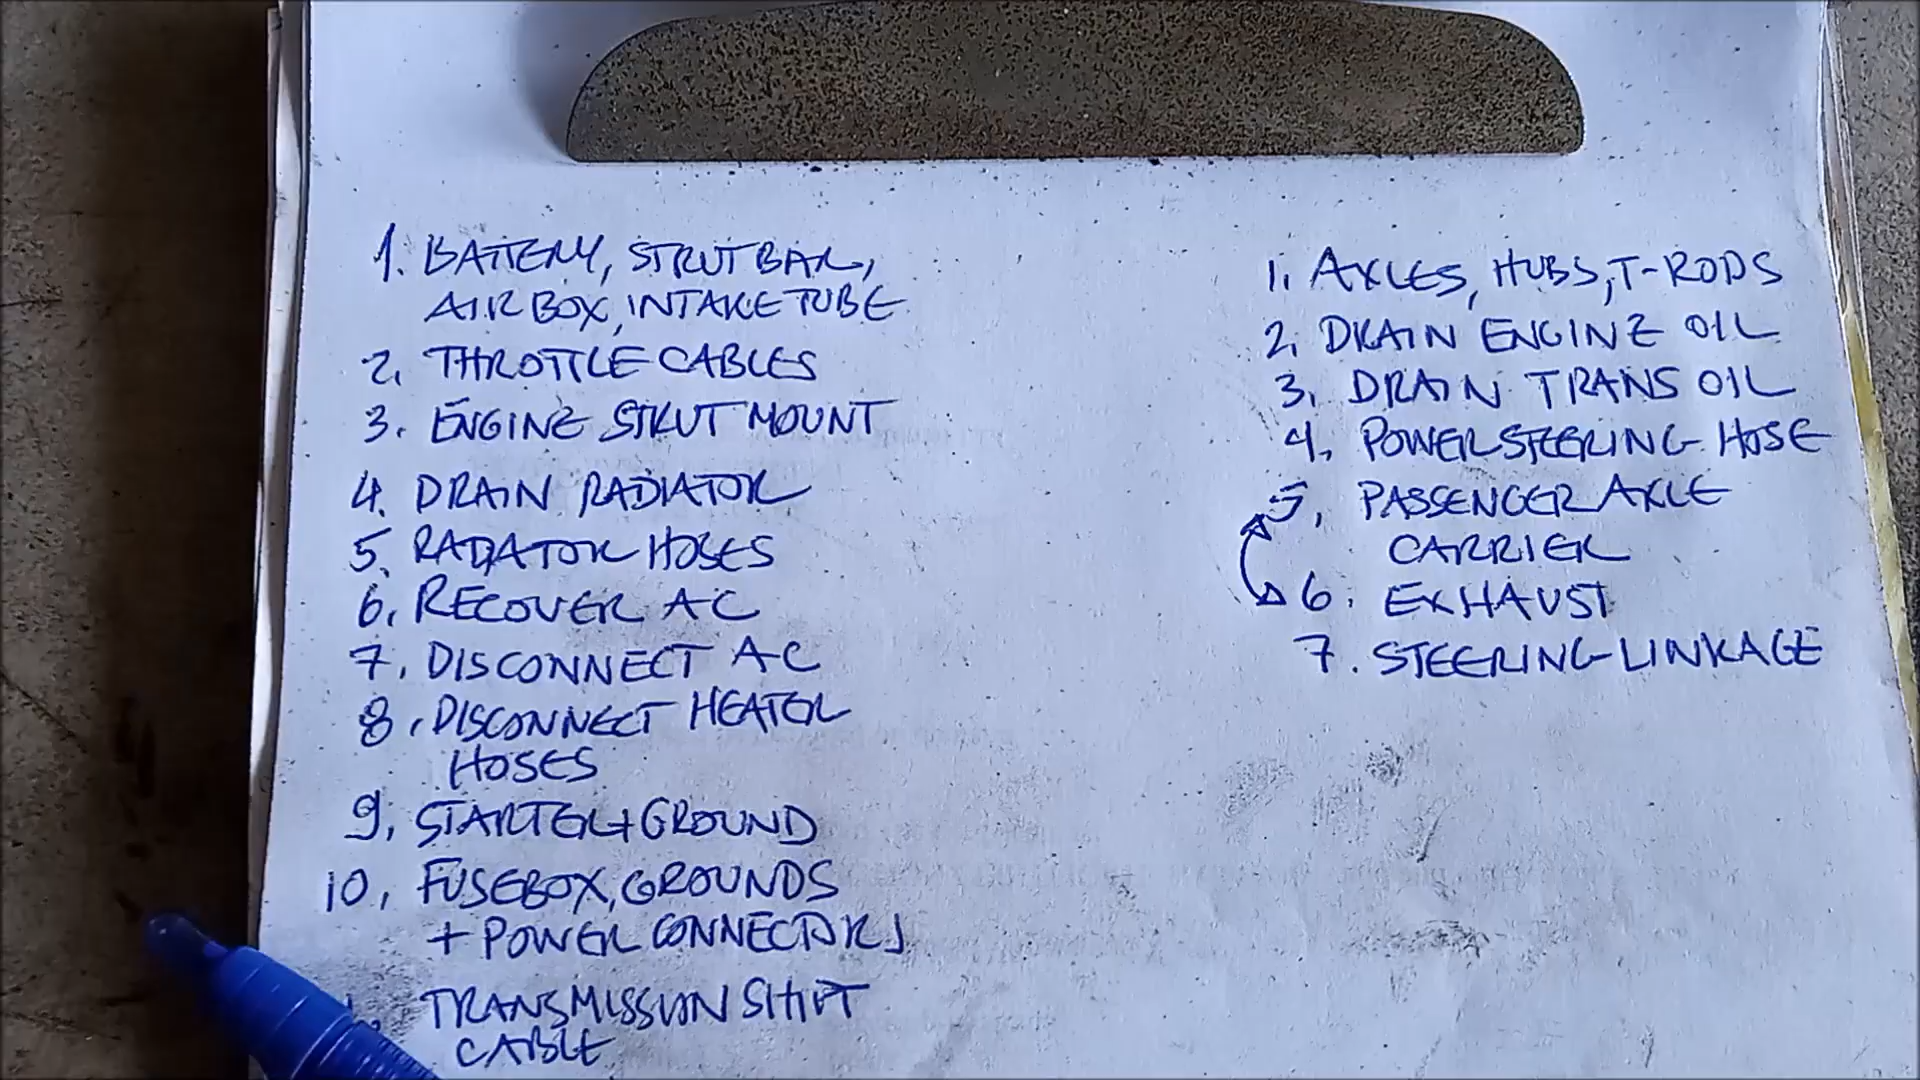 1. BATTERY, STRUT BAR,
AIR BOX, INTAKE TUBE
2. THROTTLE CABLES
3. ENGINE STRUT MOUNT
4. DRAIN RADIATOR
5. RADIATOR HOSES
6. RECOVER AC
7. DISCONNECT AC
8. DISCONNECT HEATER
HOSES
9. STARTER + GROUND
10. FUSEBOX, GROUNDS
+ POWER CONNECTORS
TRANSMISSION SHIFT
CABLE
1. AXLES, HUBS, T-RODS
2. DRAIN ENGINE OIL
3. DRAIN TRANS OIL
4. POWER STEERING HOSE
5. PASSENGER AXLE
CARRIER
6. EXHAUST
7. STEERING LINKAGE